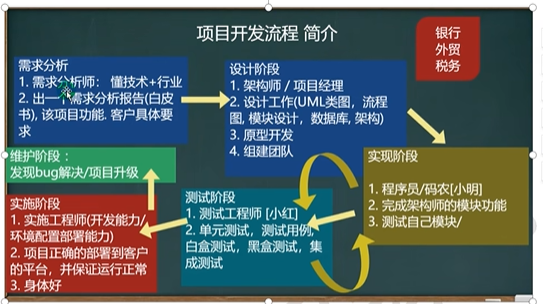 项目开发流程 简介
银行
外贸
税务
需求分析
1. 需求分析师： 懂技术+行业
2. 出一个需求分析报告(白皮
书), 该项目功能. 客户具体要
求
设计阶段
1. 架构师 / 项目经理
2. 设计工作(UML类图，流程
图, 模块设计，数据库, 架构)
3. 原型开发
4. 组建团队
实现阶段
1. 程序员/码农[小明]
2. 完成架构师的模块功能
3. 测试自己模块/
测试阶段
1. 测试工程师 [小红]
2. 单元测试，测试用例,
白盒测试，黑盒测试，集
成测试
实施阶段
1. 实施工程师(开发能力/
环境配置部署能力)
2. 项目正确的部署到客户
的平台，并保证运行正常
3. 身体好
维护阶段：
发现bug解决/项目升级